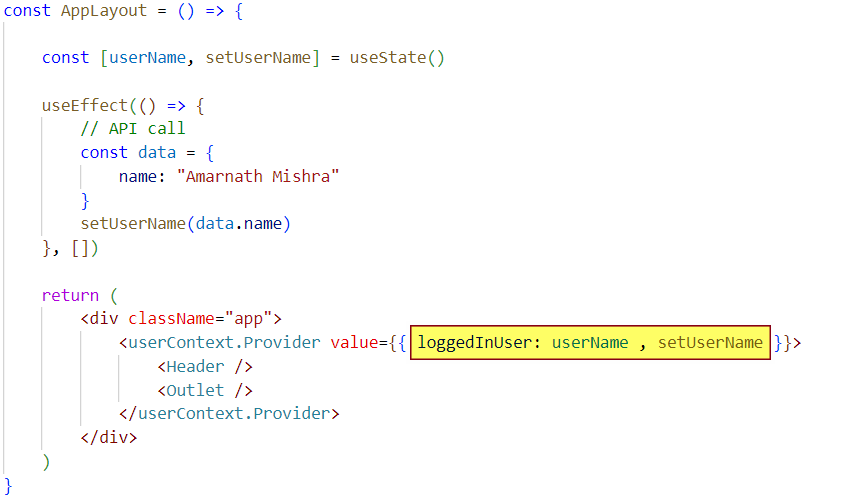 const AppLayout = () => {
const [userName, setUserName] = useState()
useEffect(() => {
// API call
const data = {
name: "Amarnath Mishra"
}
setUserName(data.name)
}, [])
return (
<div className="app">
<userContext.Provider value={{ loggedInUser: userName , setUserName }}>
<Header />
<Outlet />
</userContext.Provider>
</div>
)
}